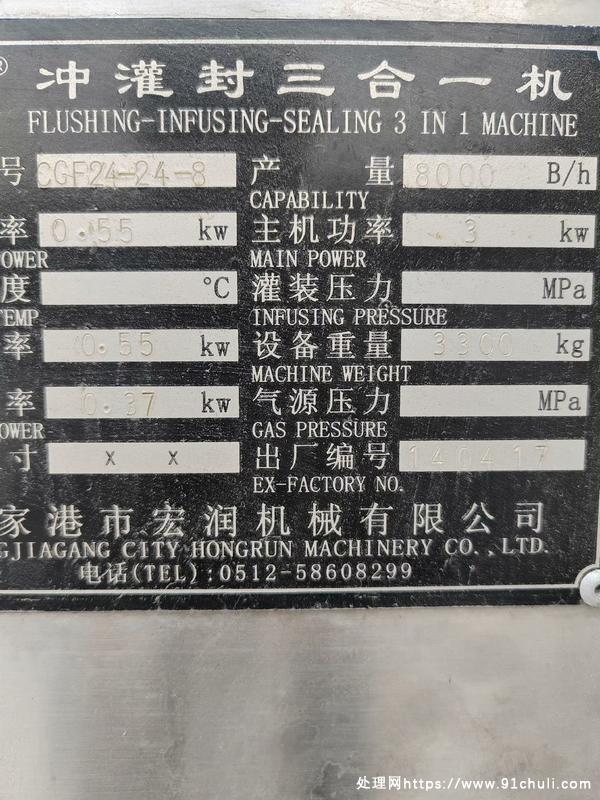 ®
冲灌封三合一机
FLUSHING-INFUSING-SEALING 3 IN 1 MACHINE
号 CGF24-24-8 产量 8000 B/h
CAPABILITY
率 0.55 kw 主机功率 3 kw
POWER MAIN POWER
度 °C 灌装压力 MPa
TEMP INFUSING PRESSURE
率 0.55 kw 设备重量 3300 kg
MACHINE WEIGHT
率 0.37 kw 气源压力 MPa
OWER GAS PRESSURE
寸 x x 出厂编号 140417
EX-FACTORY NO.
家港市宏润机械有限公司
GJIAGANG CITY HONGRUN MACHINERY CO.,LTD.
电话(TEL):0512-58608299
处理网https://www.91chuli.com